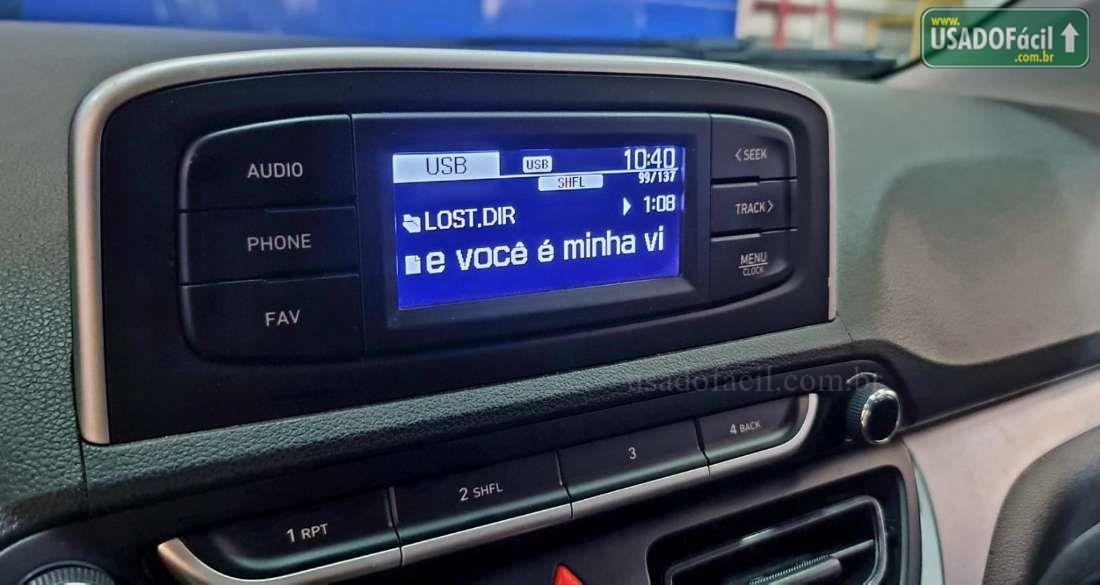 www.
USADOFácil
.com.br
AUDIO
PHONE
FAV
USB
USB
10:40
SHFL
99/137
LOST.DIR
1:08
e você é minha vi
< SEEK
TRACK >
MENU
CLOCK
usadofacil.com.br
1 RPT
2 SHFL
3
4 BACK